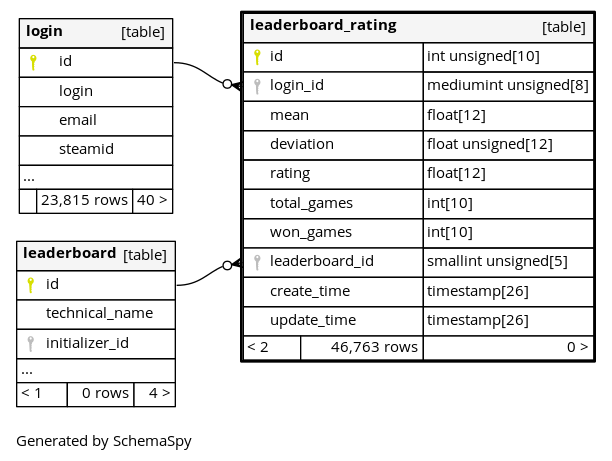 login [table]
id
login
email
steamid
...
23,815 rows 40 >
leaderboard [table]
id
technical_name
initializer_id
...
< 1 0 rows 4 >
leaderboard_rating [table]
id int unsigned[10]
login_id mediumint unsigned[8]
mean float[12]
deviation float unsigned[12]
rating float[12]
total_games int[10]
won_games int[10]
leaderboard_id smallint unsigned[5]
create_time timestamp[26]
update_time timestamp[26]
< 2 46,763 rows 0 >
Generated by SchemaSpy